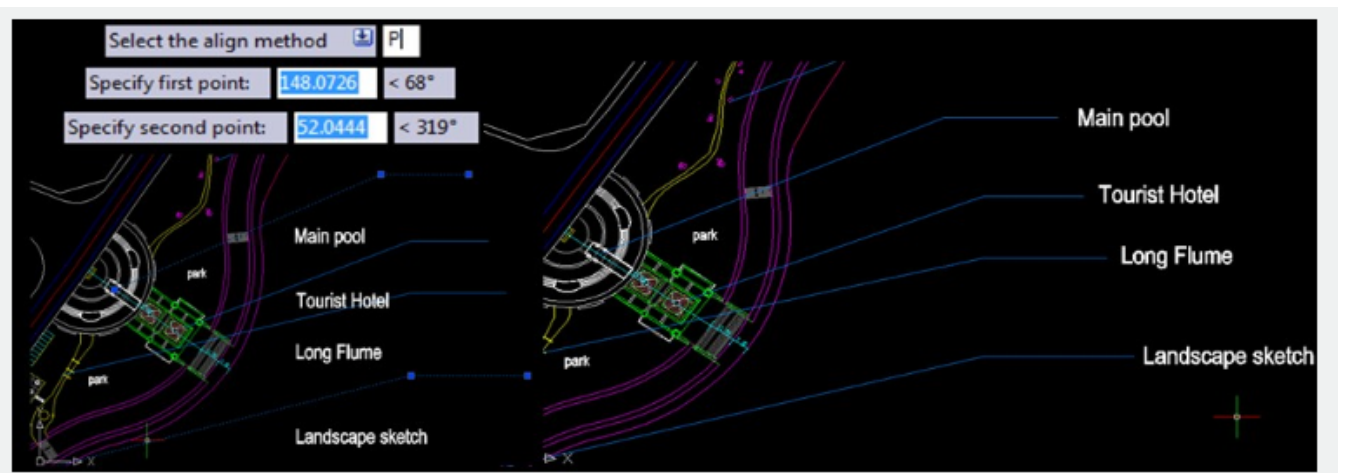 Select the align method P
Specify first point: 148.0726 < 68°
Specify second point: 52.0444 < 319°
Main pool
park
Tourist Hotel
Long Flume
park
Landscape sketch
X
Main pool
Tourist Hotel
park
Long Flume
park
Landscape sketch
X